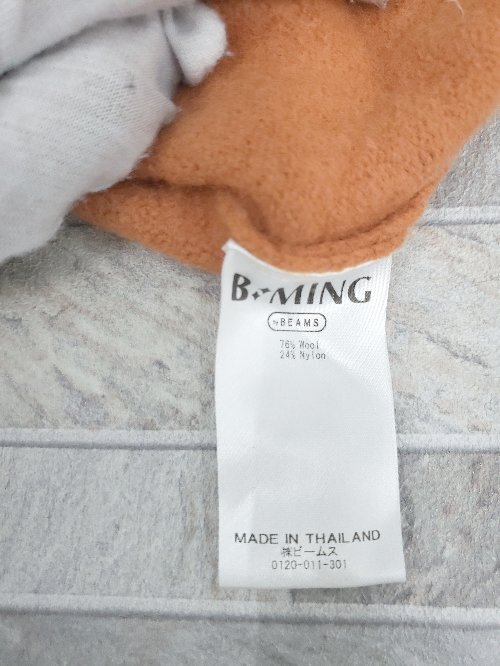 B・MING
by BEAMS
76% Wool
24% Nylon
MADE IN THAILAND
㈱ビームス
0120-011-301